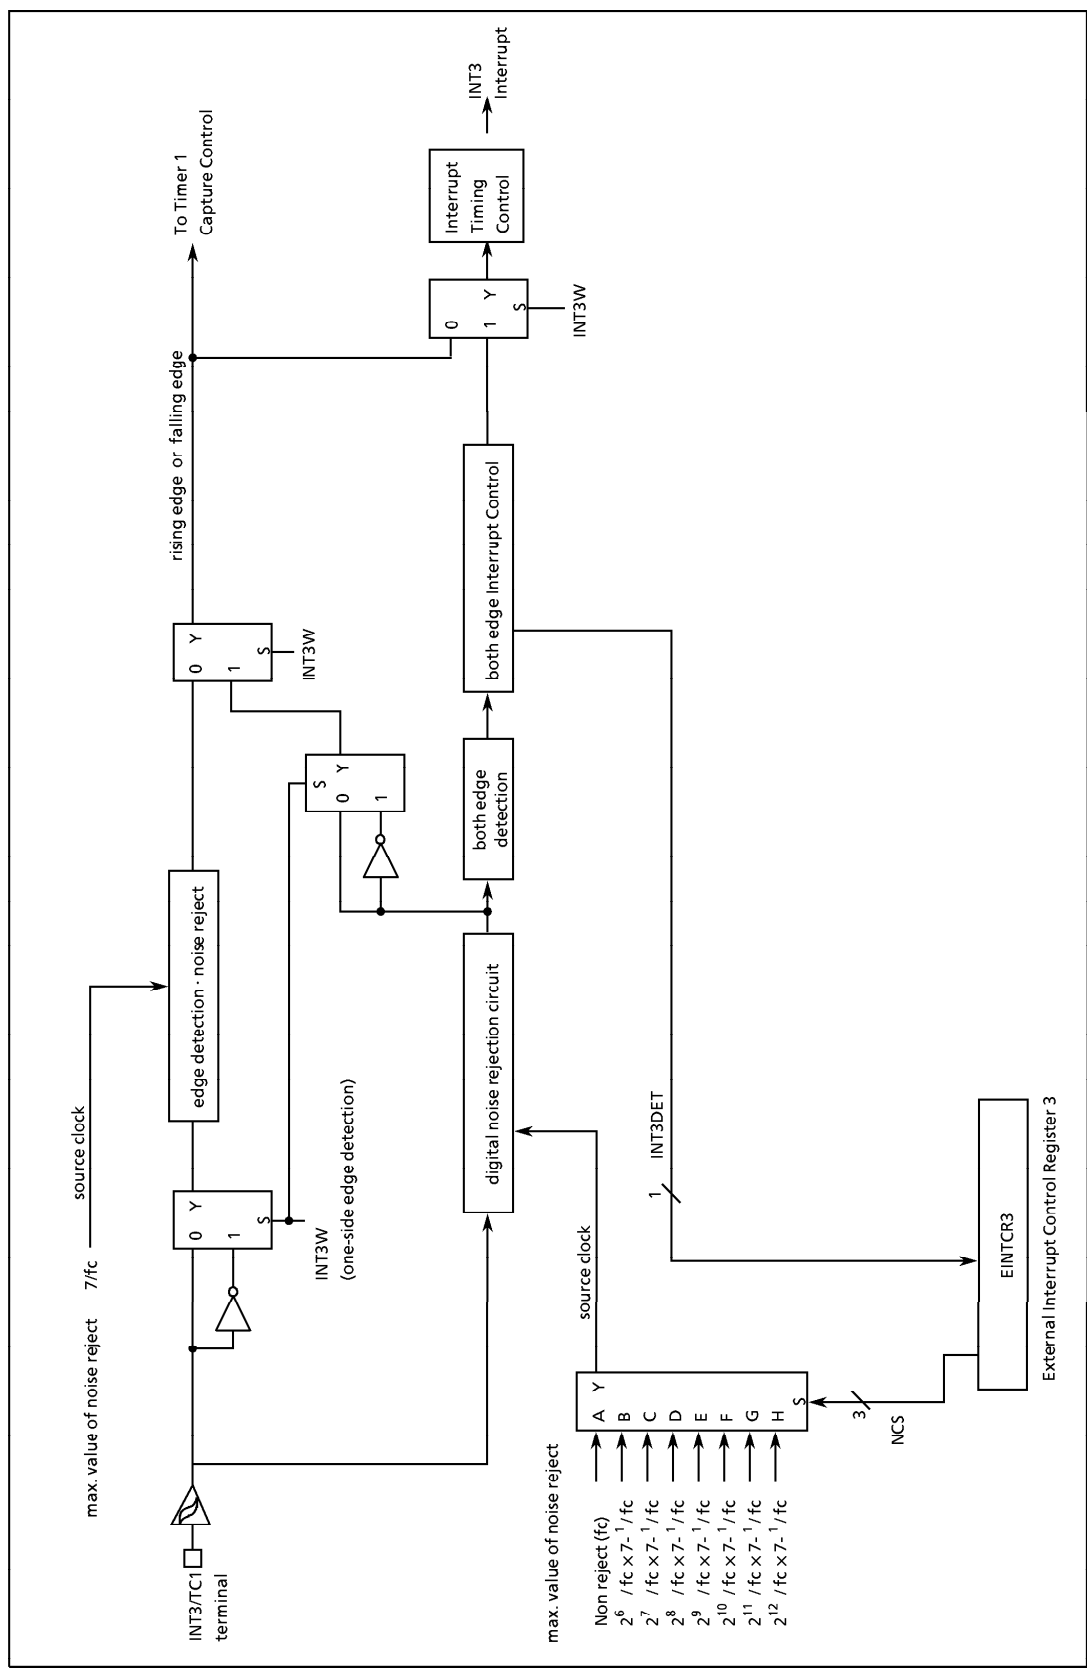 max. value of noise reject 7/fc
source clock
INT3/TC1
terminal
0 Y
1
S
INT3W
(one-side edge detection)
edge detection · noise reject
0 Y
1
S
INT3W
rising edge or falling edge
To Timer 1
Capture Control
S
0 Y
1
digital noise rejection circuit
both edge
detection
both edge Interrupt Control
0
1 Y
S
INT3W
Interrupt
Timing
Control
INT3
Interrupt
max. value of noise reject
Non reject (fc)
2^6 / fc × 7- 1 / fc
2^7 / fc × 7- 1 / fc
2^8 / fc × 7- 1 / fc
2^9 / fc × 7- 1 / fc
2^10 / fc × 7- 1 / fc
2^11 / fc × 7- 1 / fc
2^12 / fc × 7- 1 / fc
A Y
B
C
D
E
F
G
H
S
source clock
3
NCS
1
INT3DET
EINTCR3
External Interrupt Control Register 3